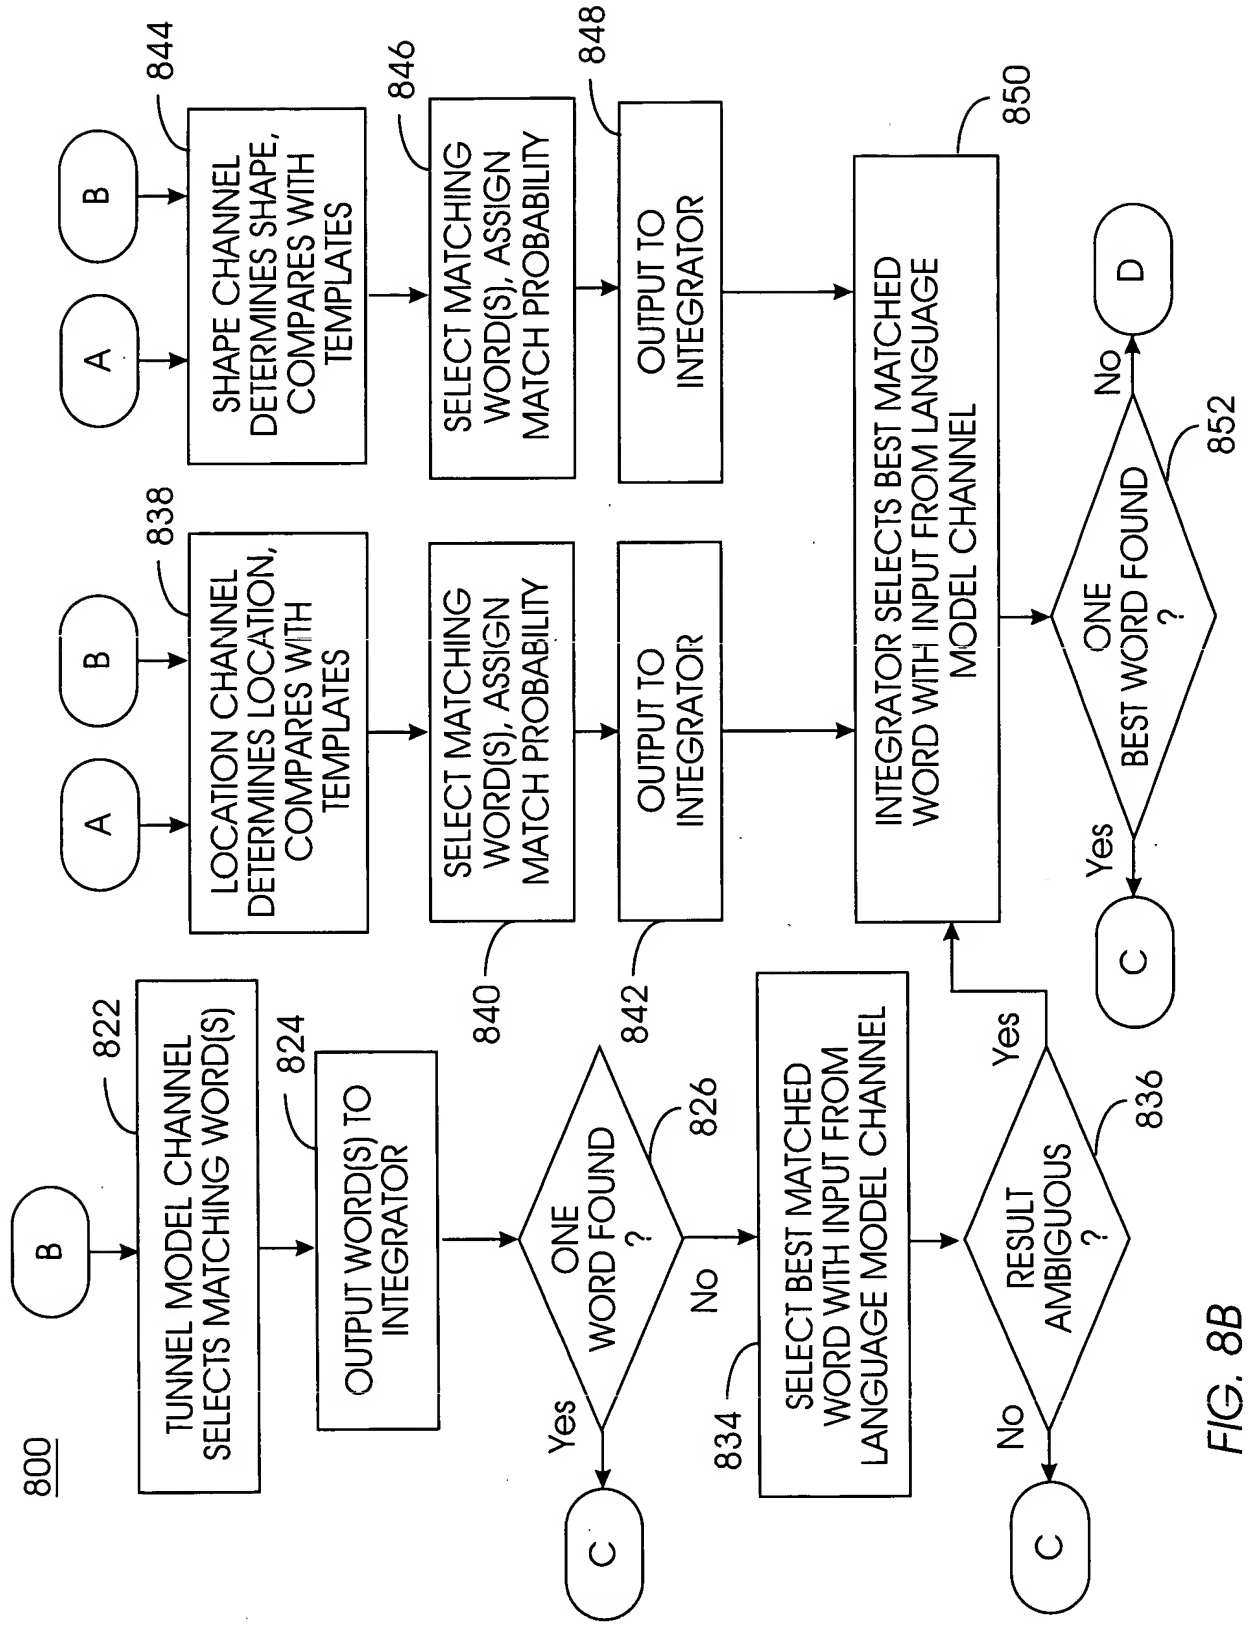 800
B
822
TUNNEL MODEL CHANNEL
SELECTS MATCHING WORD(S)
824
OUTPUT WORD(S) TO
INTEGRATOR
ONE
WORD FOUND
?
826
Yes
C
No
834
SELECT BEST MATCHED
WORD WITH INPUT FROM
LANGUAGE MODEL CHANNEL
RESULT
AMBIGUOUS
?
836
No
C
Yes
A
B
838
LOCATION CHANNEL
DETERMINES LOCATION,
COMPARES WITH
TEMPLATES
840
SELECT MATCHING
WORD(S), ASSIGN
MATCH PROBABILITY
842
OUTPUT TO
INTEGRATOR
A
B
844
SHAPE CHANNEL
DETERMINES SHAPE,
COMPARES WITH
TEMPLATES
846
SELECT MATCHING
WORD(S), ASSIGN
MATCH PROBABILITY
848
OUTPUT TO
INTEGRATOR
850
INTEGRATOR SELECTS BEST MATCHED
WORD WITH INPUT FROM LANGUAGE
MODEL CHANNEL
ONE
BEST WORD FOUND
?
852
Yes
C
No
D
FIG. 8B